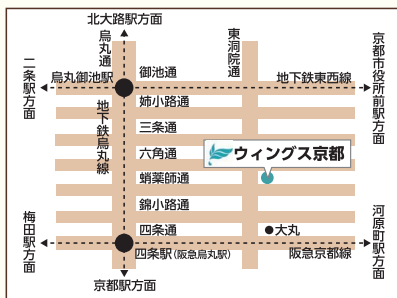 北大路駅方面
烏丸通
東洞院通
二条駅方面
烏丸御池駅
御池通
地下鉄東西線
京都市役所前駅方面
姉小路通
地下鉄烏丸線
三条通
六角通
ウィングス京都
蛸薬師通
錦小路通
梅田駅方面
四条通
大丸
河原町駅方面
四条駅(阪急烏丸駅)
阪急京都線
京都駅方面